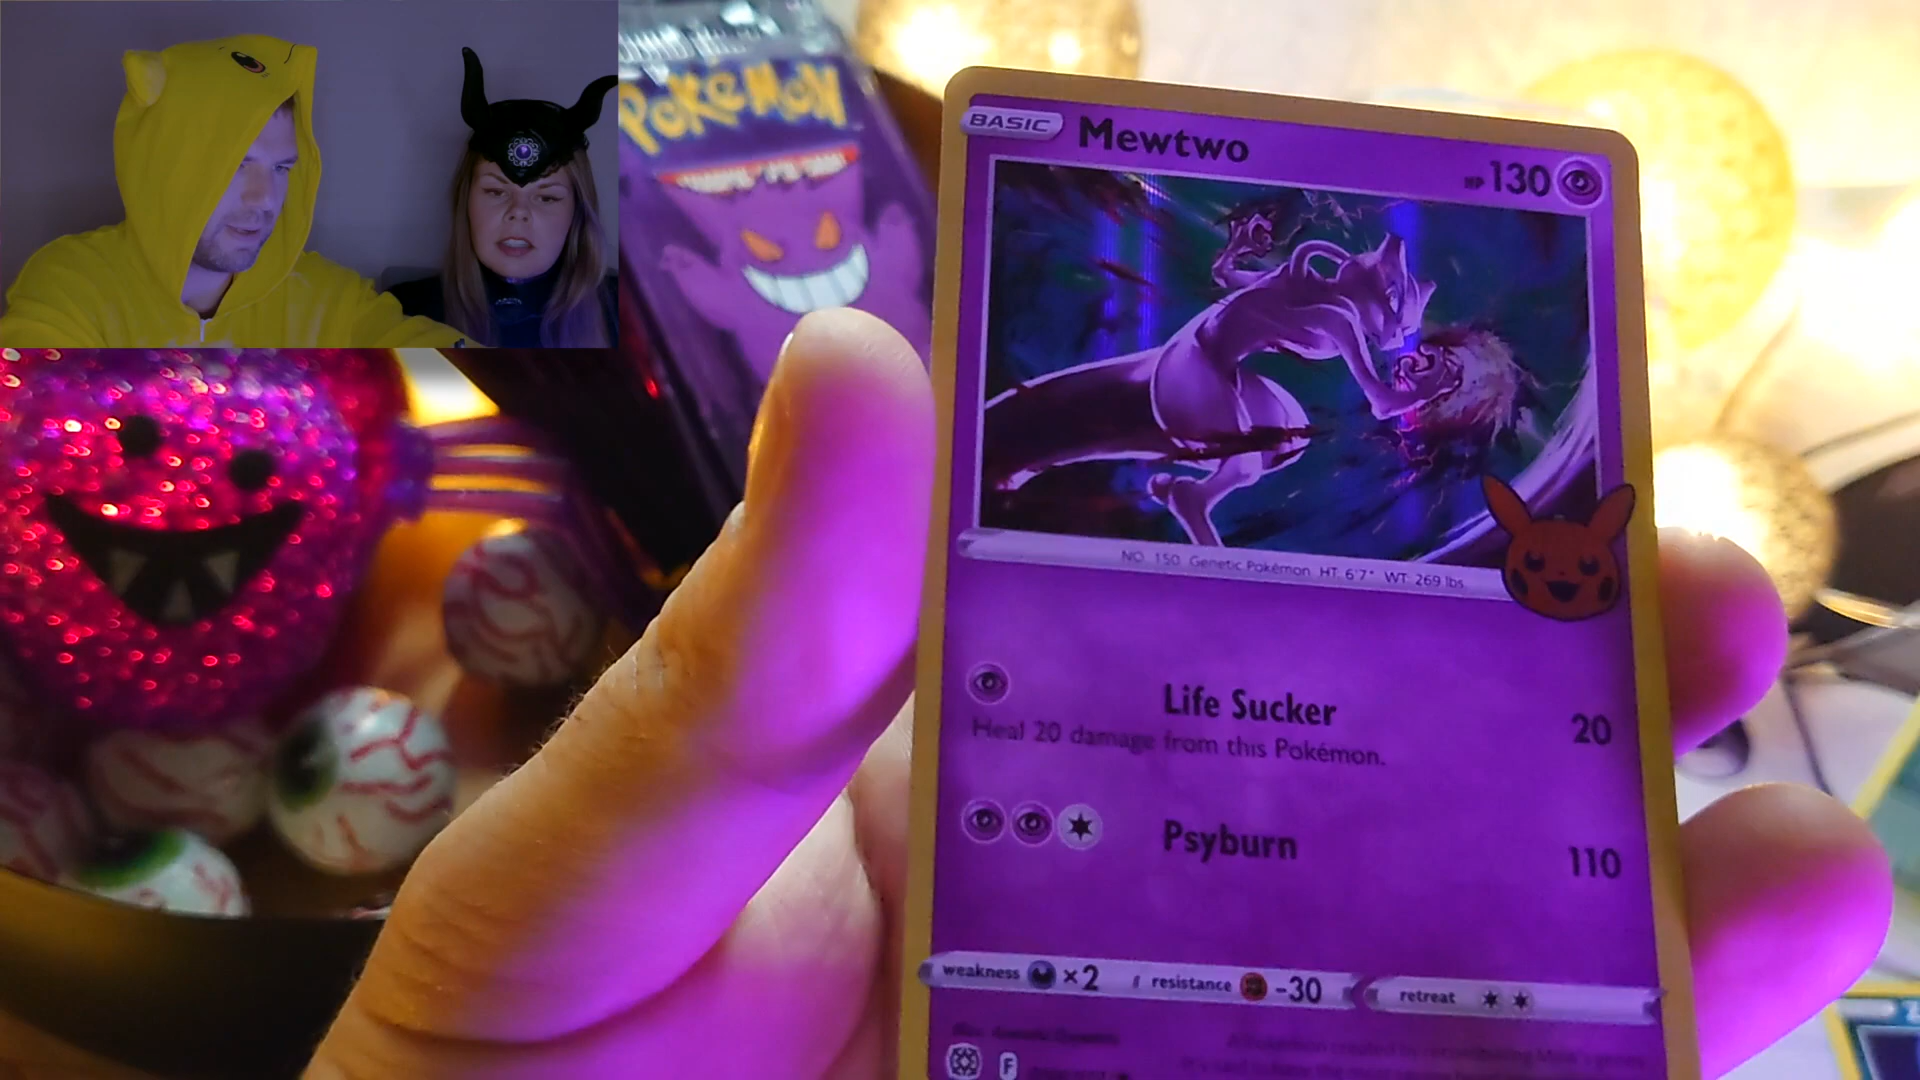 Pokémon
BASIC Mewtwo HP 130
NO. 150 Genetic Pokémon HT: 6'7" WT: 269 lbs.
Life Sucker 20
Heal 20 damage from this Pokémon.
Psyburn 110
weakness ×2 resistance -30 retreat
F